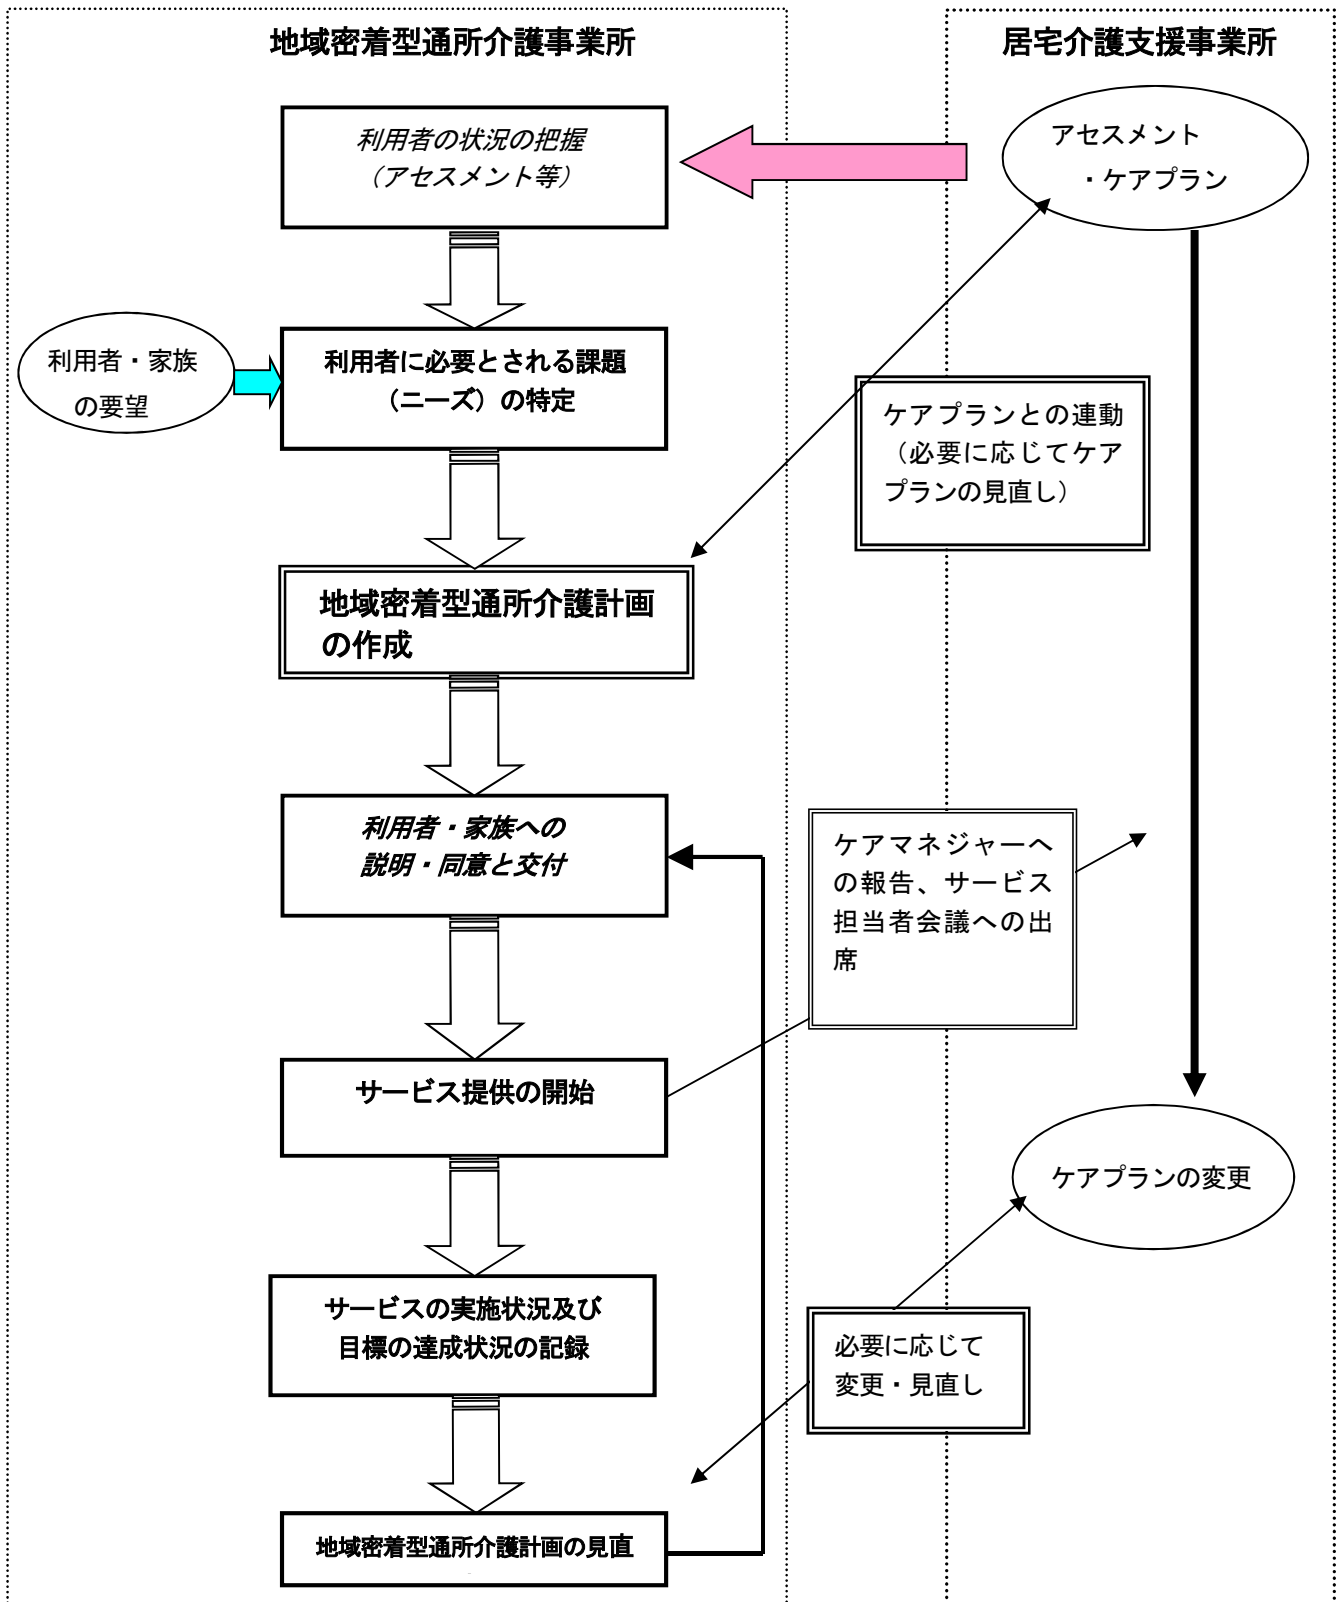 地域密着型通所介護事業所
居宅介護支援事業所
利用者の状況の把握
（アセスメント等）
アセスメント
・ケアプラン
利用者・家族
の要望
利用者に必要とされる課題
（ニーズ）の特定
ケアプランとの連動
（必要に応じてケア
プランの見直し）
地域密着型通所介護計画
の作成
利用者・家族への
説明・同意と交付
ケアマネジャーへ
の報告、サービス
担当者会議への出
席
サービス提供の開始
ケアプランの変更
サービスの実施状況及び
目標の達成状況の記録
必要に応じて
変更・見直し
地域密着型通所介護計画の見直